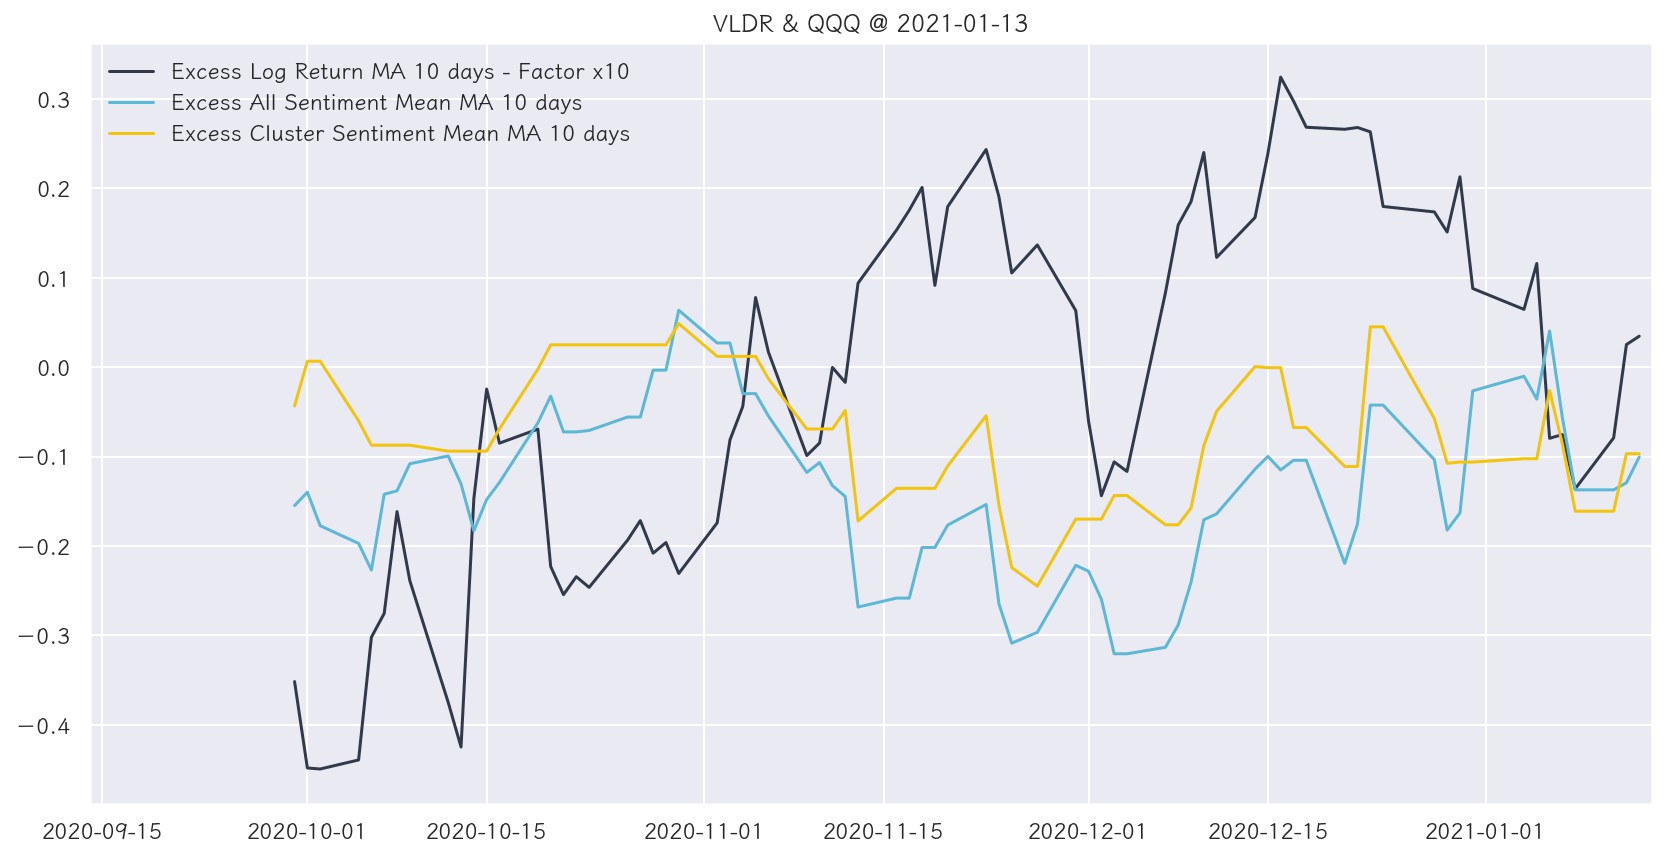 VLDR & QQQ @ 2021-01-13
Excess Log Return MA 10 days - Factor x10
Excess All Sentiment Mean MA 10 days
Excess Cluster Sentiment Mean MA 10 days
0.3
0.2
0.1
0.0
−0.1
−0.2
−0.3
−0.4
2020-09-15 2020-10-01 2020-10-15 2020-11-01 2020-11-15 2020-12-01 2020-12-15 2021-01-01